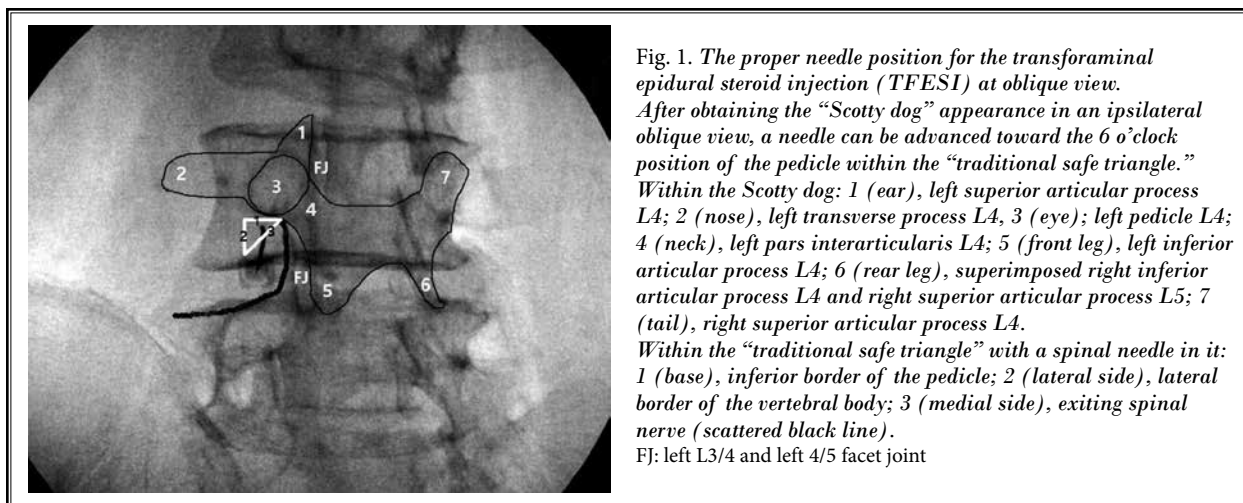 1
2
3
FJ
4
7
1
2
3
FJ
5
6
Fig. 1. The proper needle position for the transforaminal
epidural steroid injection (TFESI) at oblique view.
After obtaining the “Scotty dog” appearance in an ipsilateral
oblique view, a needle can be advanced toward the 6 o’clock
position of the pedicle within the “traditional safe triangle.”
Within the Scotty dog: 1 (ear), left superior articular process
L4; 2 (nose), left transverse process L4, 3 (eye); left pedicle L4;
4 (neck), left pars interarticularis L4; 5 (front leg), left inferior
articular process L4; 6 (rear leg), superimposed right inferior
articular process L4 and right superior articular process L5; 7
(tail), right superior articular process L4.
Within the “traditional safe triangle” with a spinal needle in it:
1 (base), inferior border of the pedicle; 2 (lateral side), lateral
border of the vertebral body; 3 (medial side), exiting spinal
nerve (scattered black line).
FJ: left L3/4 and left 4/5 facet joint